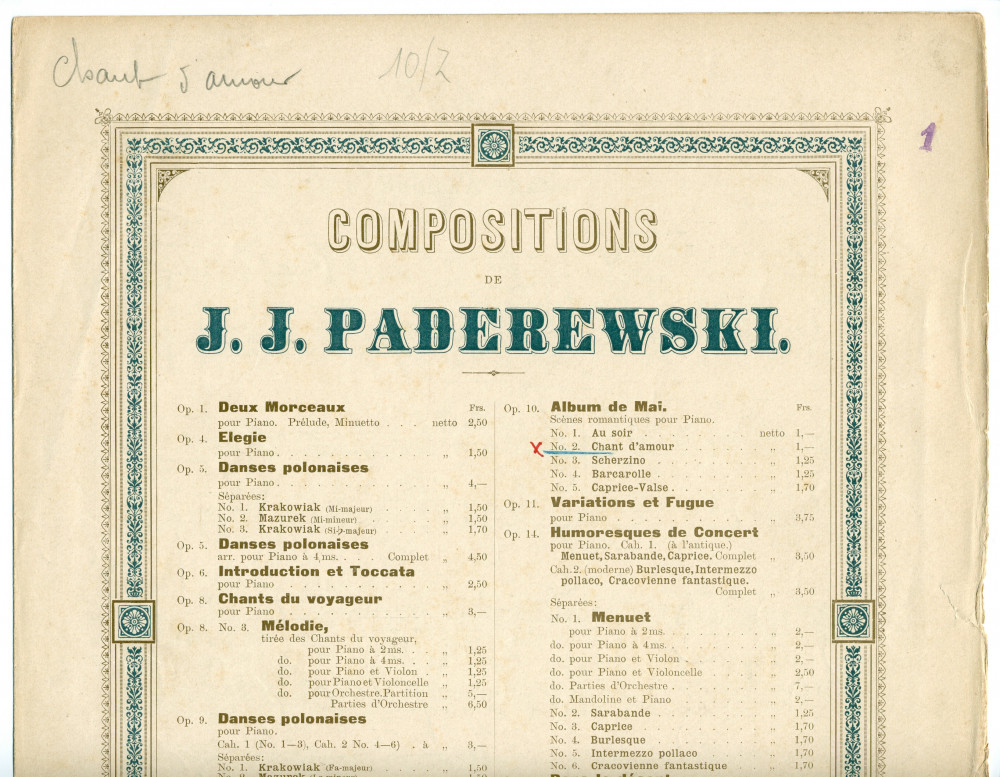 Chant d'amour 10/2
1
COMPOSITIONS
DE
J. J. PADEREWSKI.
Op. 1. Deux Morceaux Frs.
pour Piano. Prélude, Minuetto . . . netto 2,50
Op. 4. Elegie
pour Piano . . . . . . . . . . . „ 1,50
Op. 5. Danses polonaises
pour Piano . . . . . . . . . . . „ 4,—
Séparées:
No. 1. Krakowiak (Mi-majeur) . . . . „ 1,50
No. 2. Mazurek (Mi-mineur) . . . . . „ 1,50
No. 3. Krakowiak (Si♭-majeur) . . . . „ 1,70
Op. 5. Danses polonaises
arr. pour Piano à 4 ms. . . . Complet „ 4,50
Op. 6. Introduction et Toccata
pour Piano . . . . . . . . . . . „ 2,50
Op. 8. Chants du voyageur
pour Piano . . . . . . . . . . . „ 3,—
Op. 8. No. 3. Mélodie,
tirée des Chants du voyageur,
pour Piano à 2 ms. . . „ 1,25
do. pour Piano à 4 ms. . . „ 1,25
do. pour Piano et Violon . „ 1,25
do. pour Piano et Violoncelle „ 1,25
do. pour Orchestre. Partition „ 5,—
Parties d'Orchestre „ 6,50
Op. 9. Danses polonaises
pour Piano.
Cah. 1 (No. 1—3), Cah. 2 No. 4—6) . à „ 3,—
Séparées:
No. 1. Krakowiak (Fa-majeur) . . . . „ 1,50
No. 2. Mazurek
Op. 10. Album de Mai. Frs.
Scènes romantiques pour Piano.
No. 1. Au soir . . . . . . . . netto 1,—
x No. 2. Chant d'amour . . . . . . . „ 1,—
No. 3. Scherzino . . . . . . . . „ 1,25
No. 4. Barcarolle . . . . . . . . „ 1,25
No. 5. Caprice-Valse . . . . . . . „ 1,70
Op. 11. Variations et Fugue
pour Piano . . . . . . . . . . . „ 3,75
Op. 14. Humoresques de Concert
pour Piano. Cah. 1. (à l'antique.)
Menuet, Sarabande, Caprice. Complet „ 3,50
Cah. 2. (moderne) Burlesque, Intermezzo
pollaco, Cracovienne fantastique.
Complet „ 3,50
Séparées:
No. 1. Menuet
pour Piano à 2 ms. . . . . . . . „ 2,—
do. pour Piano à 4 ms. . . . . . . . „ 2,—
do. pour Piano et Violon . . . . . . „ 2,—
do. pour Piano et Violoncelle . . . . „ 2,50
do. Parties d'Orchestre . . . . . . . „ 7,—
do. Mandoline et Piano . . . . . . . „ 2,—
No. 2. Sarabande . . . . . . . . „ 1,25
No. 3. Caprice . . . . . . . . . „ 1,70
No. 4. Burlesque . . . . . . . . „ 1,70
No. 5. Intermezzo pollaco . . . . . „ 1,70
No. 6. Cracovienne fantastique . . . „ 1,70